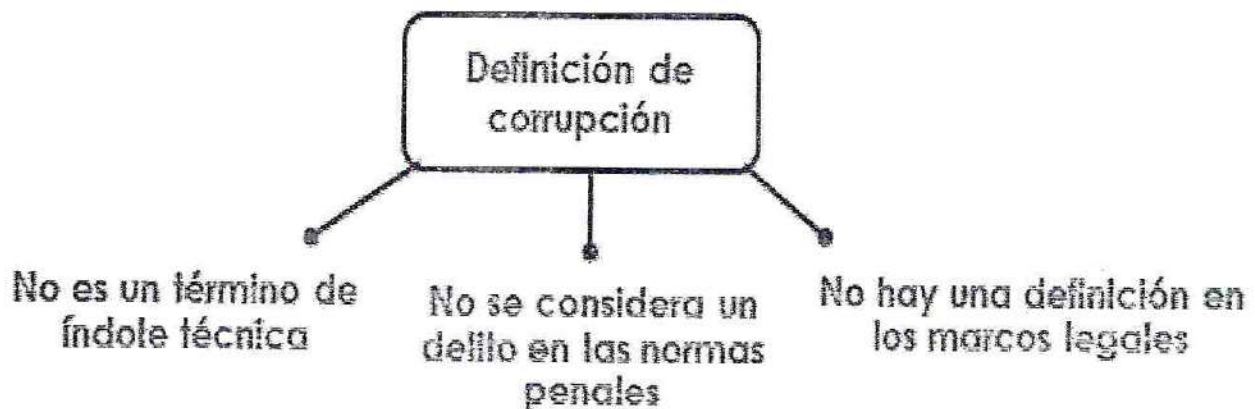 Definición de
corrupción
No es un término de
índole técnica
No se considera un
delito en las normas
penales
No hay una definición en
los marcos legales